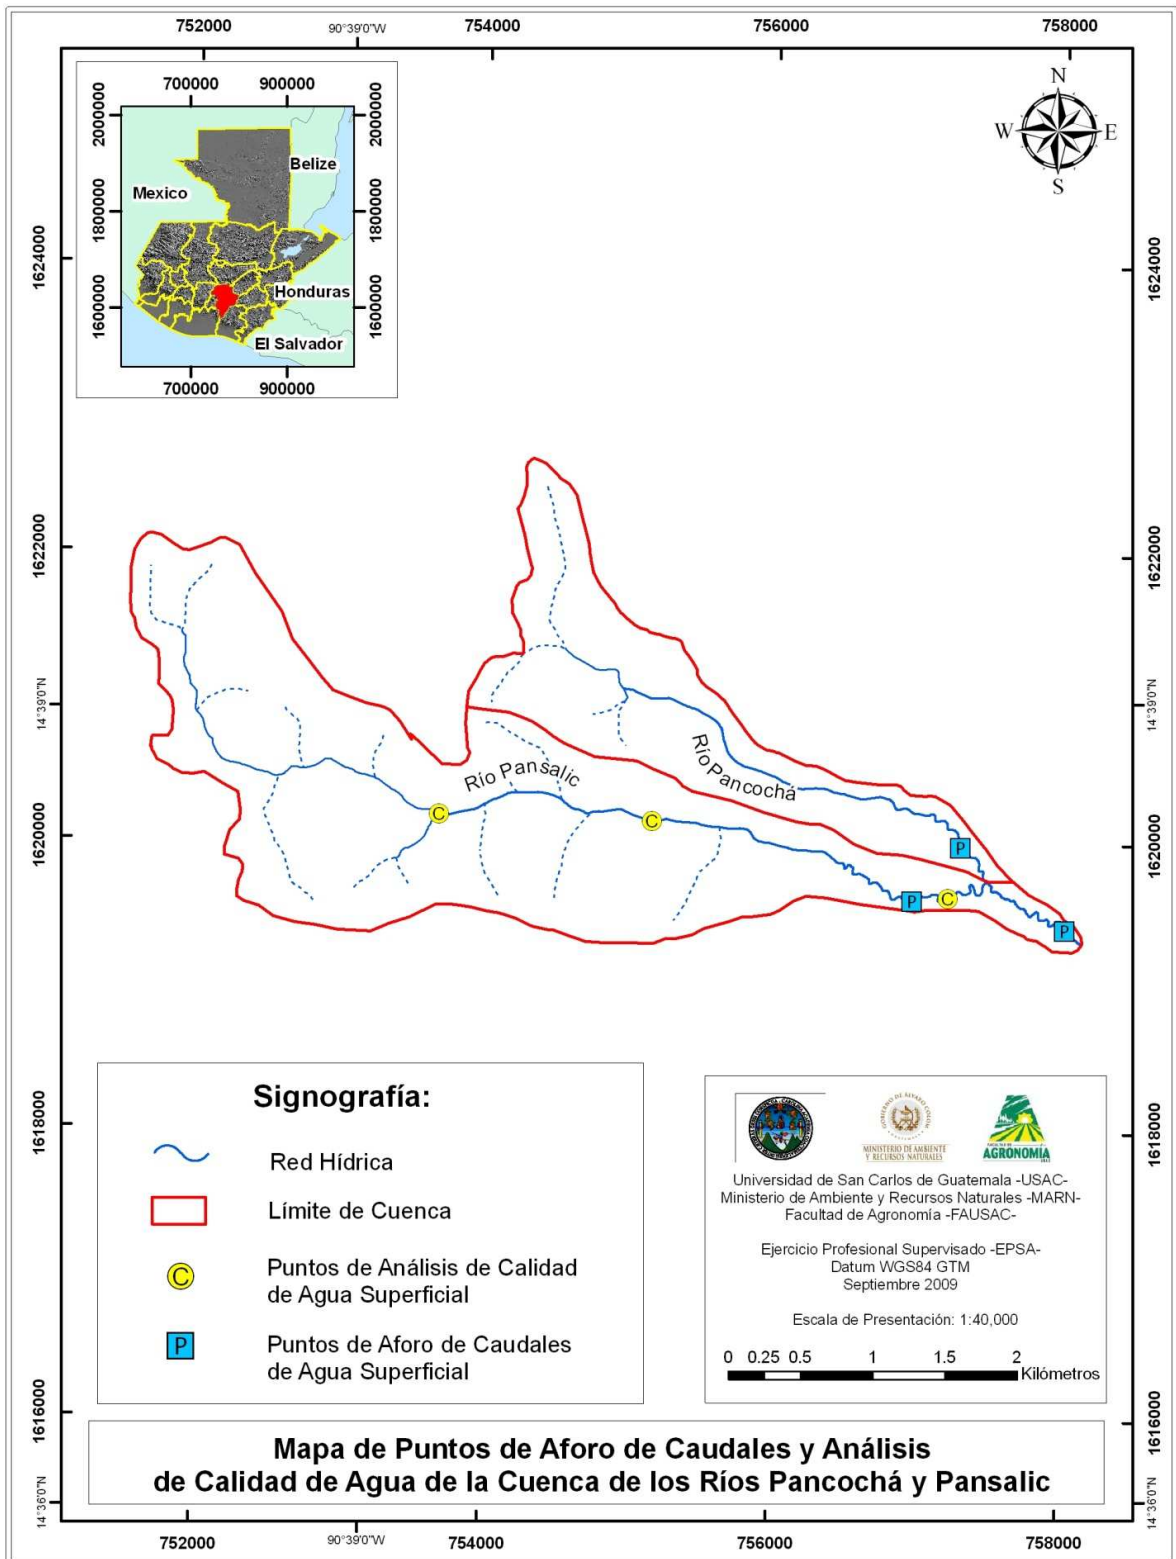 752000
90°39'0"W
754000
756000
758000
700000
900000
2000000
1800000
1600000
2000000
1800000
1600000
Belize
Mexico
Honduras
El Salvador
700000
900000
N
W
E
S
1624000
1622000
14°39'0"N
1620000
1618000
1616000
14°36'0"N
1624000
1622000
14°39'0"N
1620000
1618000
1616000
14°36'0"N
Río Pansalic
Río Pancochá
C
C
P
P
C
P
Signografía:
Red Hídrica
Límite de Cuenca
C
Puntos de Análisis de Calidad
de Agua Superficial
P
Puntos de Aforo de Caudales
de Agua Superficial
GOBIERNO DE ALVARO COLOM
MINISTERIO DE AMBIENTE
Y RECURSOS NATURALES
AGRONOMIA
Universidad de San Carlos de Guatemala -USAC-
Ministerio de Ambiente y Recursos Naturales -MARN-
Facultad de Agronomía -FAUSAC-
Ejercicio Profesional Supervisado -EPSA-
Datum WGS84 GTM
Septiembre 2009
Escala de Presentación: 1:40,000
0 0.25 0.5 1 1.5 2
Kilómetros
Mapa de Puntos de Aforo de Caudales y Análisis
de Calidad de Agua de la Cuenca de los Ríos Pancochá y Pansalic
752000
90°39'0"W
754000
756000
758000